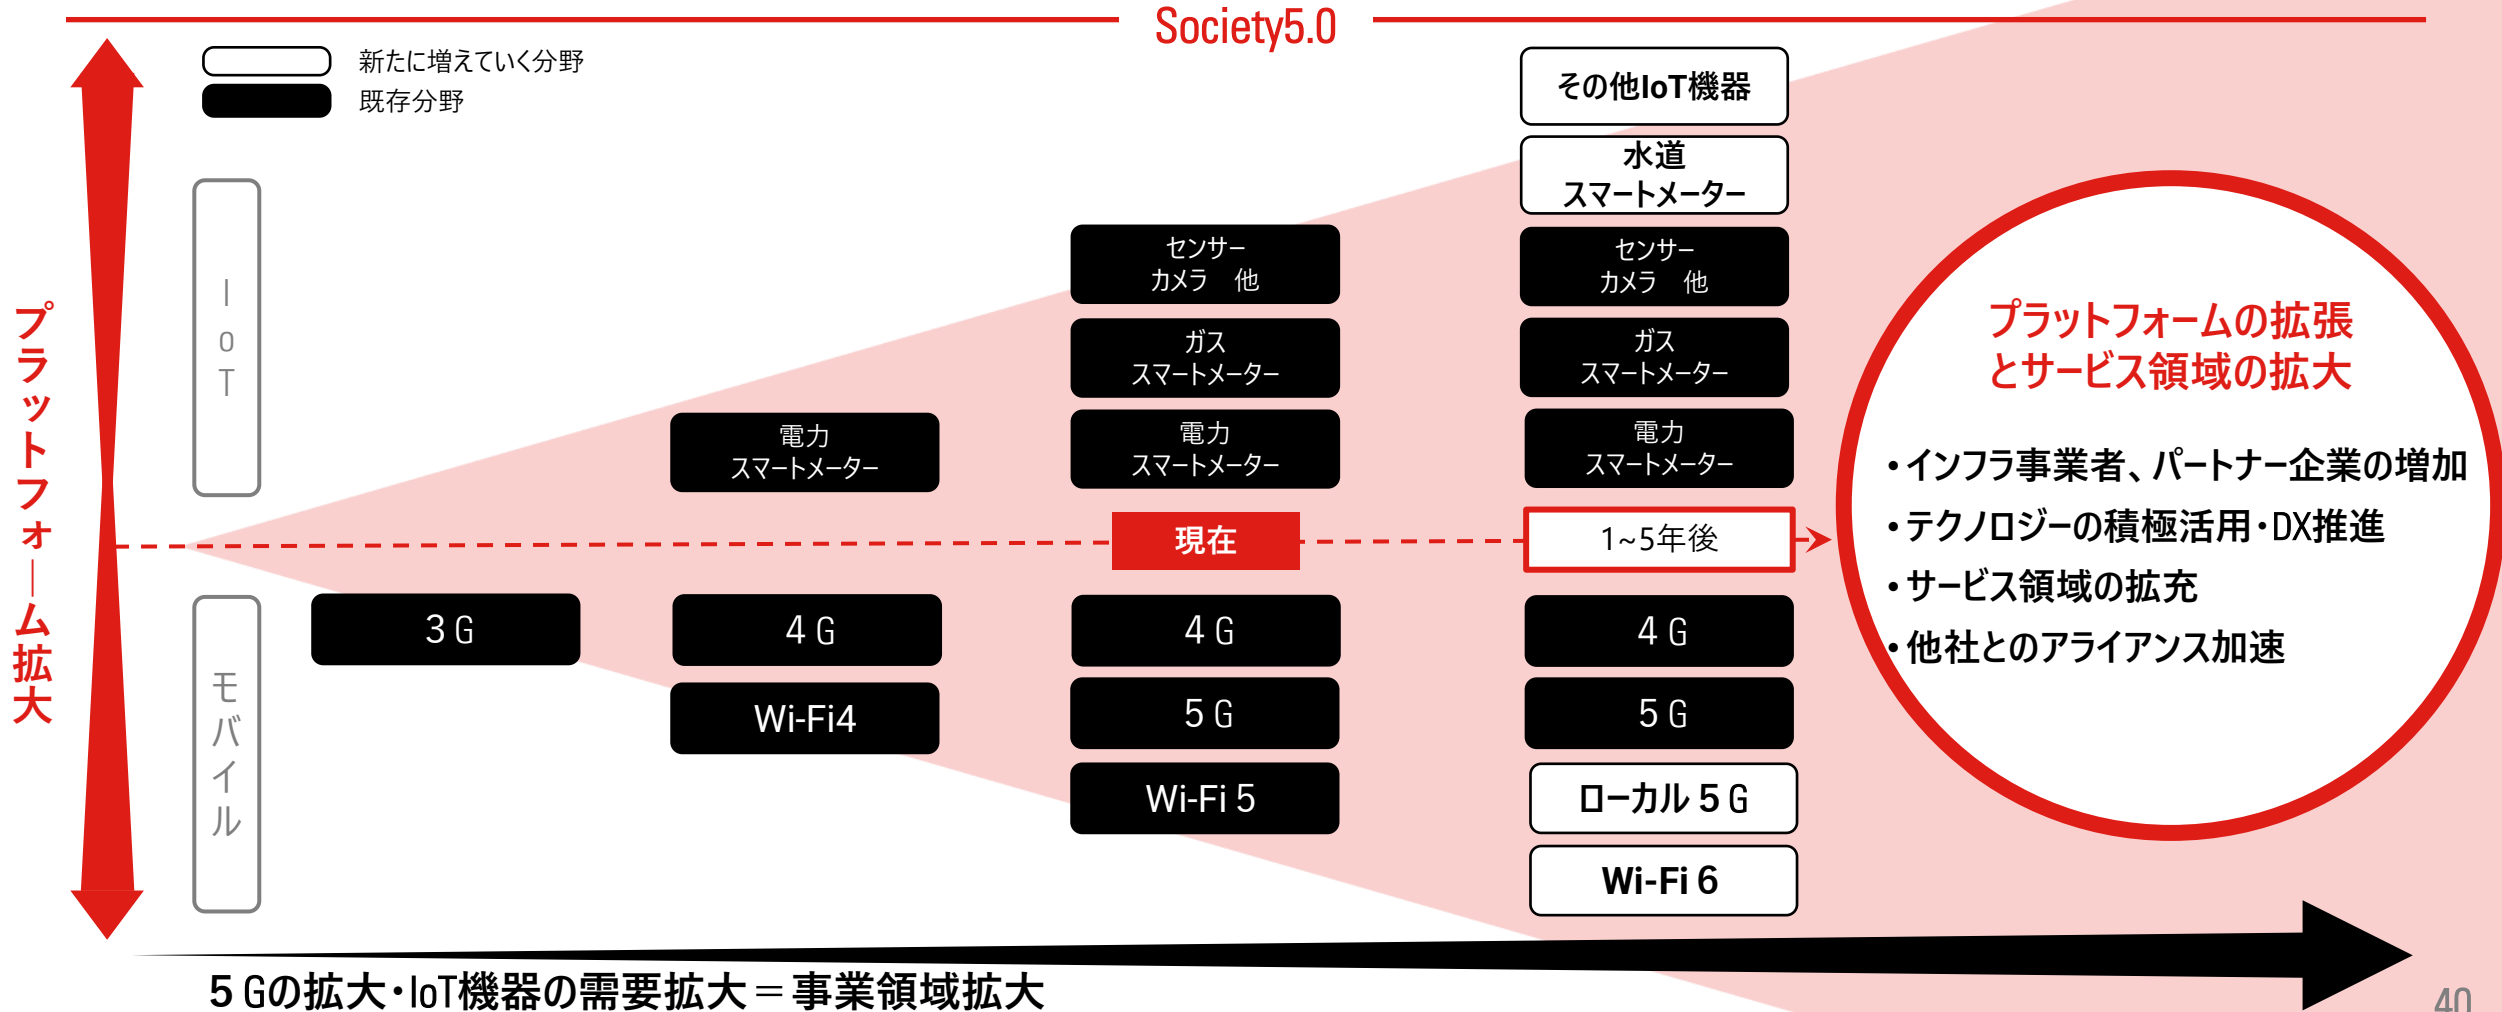 Society5.0
新たに増えていく分野
既存分野
プラットフォーム拡大
IoT
モバイル
その他IoT機器
水道
スマートメーター
センサー
カメラ　他
ガス
スマートメーター
電力
スマートメーター
電力
スマートメーター
センサー
カメラ　他
ガス
スマートメーター
電力
スマートメーター
現在
1~5年後
3G
4G
Wi-Fi4
4G
5G
Wi-Fi 5
4G
5G
ローカル5G
Wi-Fi 6
プラットフォームの拡張
とサービス領域の拡大
・インフラ事業者、パートナー企業の増加
・テクノロジーの積極活用・DX推進
・サービス領域の拡充
・他社とのアライアンス加速
5Gの拡大・IoT機器の需要拡大＝事業領域拡大
40